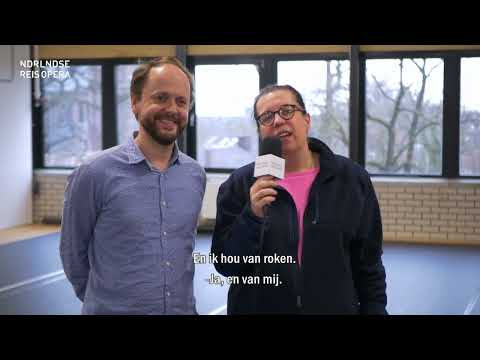 NDRLNDSE
REISOPERA
En ik hou van roken.
-Ja, en van mij.